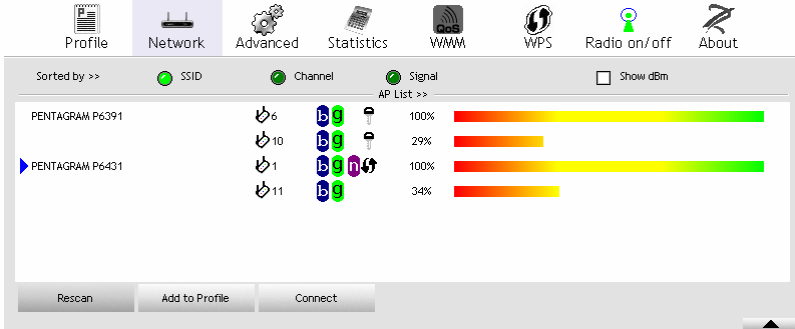 Profile Network Advanced Statistics QoS WMM WPS Radio on/off About
Sorted by >> SSID Channel Signal Show dBm
AP List >>
PENTAGRAM P6391 6 b g 100%
10 b g 29%
PENTAGRAM P6431 1 b g n 100%
11 b g 34%
Rescan Add to Profile Connect